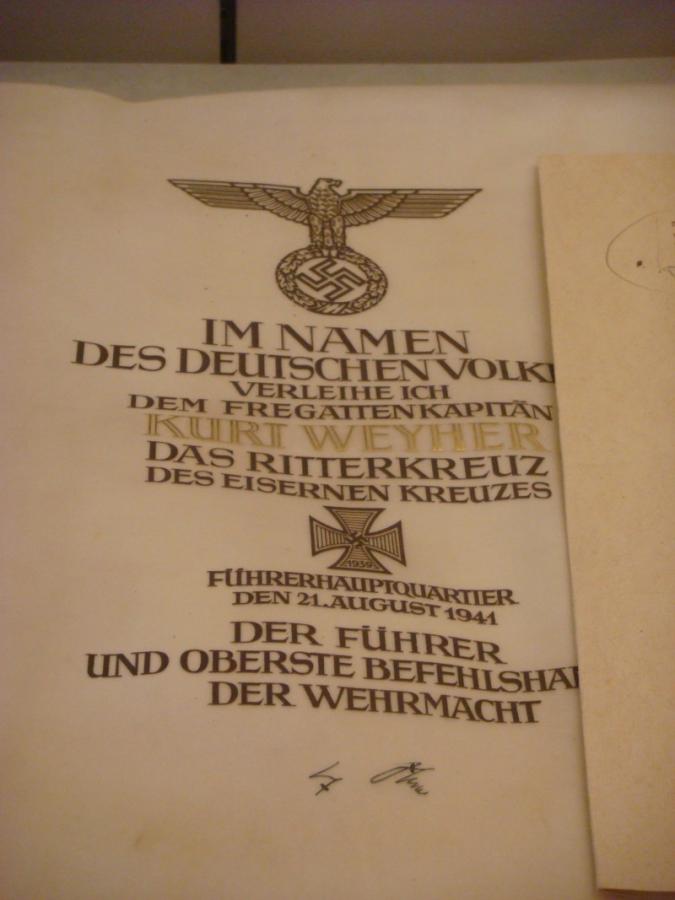 IM NAMEN
DES DEUTSCHEN VOLK
VERLEIHE ICH
DEM FREGATTENKAPITÄN
KURT WEYHER
DAS RITTERKREUZ
DES EISERNEN KREUZES
1939
FÜHRERHAUPTQUARTIER
DEN 21. AUGUST 1941
DER FÜHRER
UND OBERSTE BEFEHLSHA
DER WEHRMACHT